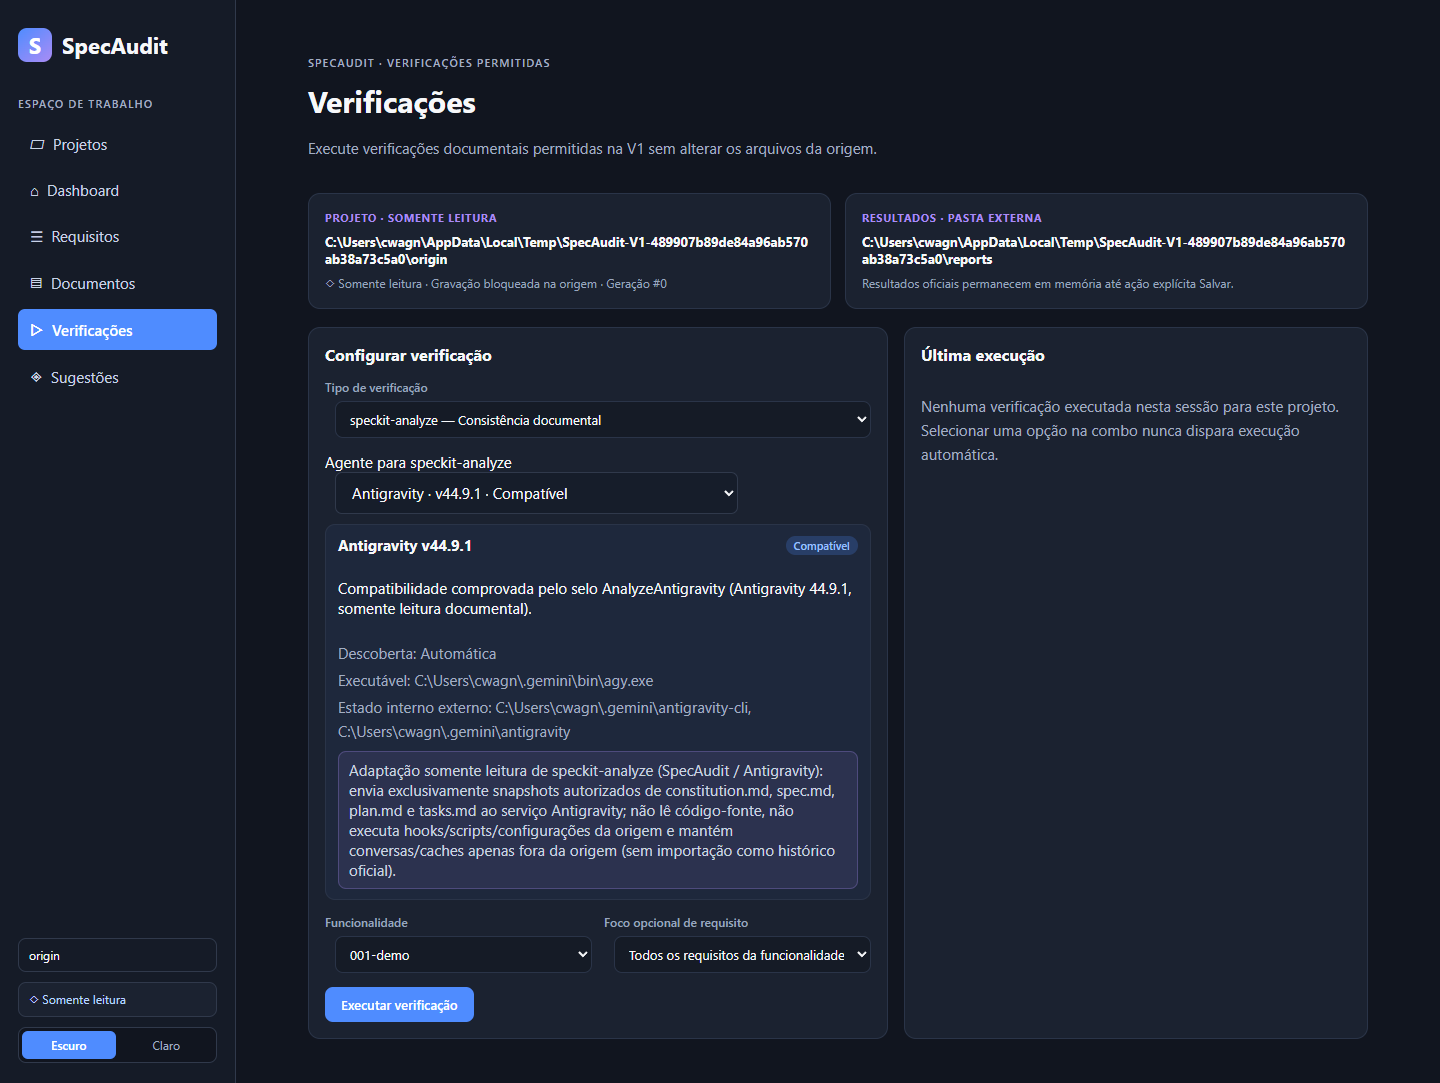 S SpecAudit
ESPAÇO DE TRABALHO
Projetos
Dashboard
Requisitos
Documentos
Verificações
Sugestões
origin
Somente leitura
Escuro Claro
SPECAUDIT · VERIFICAÇÕES PERMITIDAS
Verificações
Execute verificações documentais permitidas na V1 sem alterar os arquivos da origem.
PROJETO · SOMENTE LEITURA
C:\Users\cwagn\AppData\Local\Temp\SpecAudit-V1-489907b89de84a96ab570
ab38a73c5a0\origin
Somente leitura · Gravação bloqueada na origem · Geração #0
RESULTADOS · PASTA EXTERNA
C:\Users\cwagn\AppData\Local\Temp\SpecAudit-V1-489907b89de84a96ab570
ab38a73c5a0\reports
Resultados oficiais permanecem em memória até ação explícita Salvar.
Configurar verificação
Tipo de verificação
speckit-analyze — Consistência documental
Agente para speckit-analyze
Antigravity · v44.9.1 · Compatível
Antigravity v44.9.1
Compatível
Compatibilidade comprovada pelo selo AnalyzeAntigravity (Antigravity 44.9.1,
somente leitura documental).
Descoberta: Automática
Executável: C:\Users\cwagn\.gemini\bin\agy.exe
Estado interno externo: C:\Users\cwagn\.gemini\antigravity-cli,
C:\Users\cwagn\.gemini\antigravity
Adaptação somente leitura de speckit-analyze (SpecAudit / Antigravity):
envia exclusivamente snapshots autorizados de constitution.md, spec.md,
plan.md e tasks.md ao serviço Antigravity; não lê código-fonte, não
executa hooks/scripts/configurações da origem e mantém
conversas/caches apenas fora da origem (sem importação como histórico
oficial).
Funcionalidade
001-demo
Foco opcional de requisito
Todos os requisitos da funcionalidade
Executar verificação
Última execução
Nenhuma verificação executada nesta sessão para este projeto.
Selecionar uma opção na combo nunca dispara execução
automática.